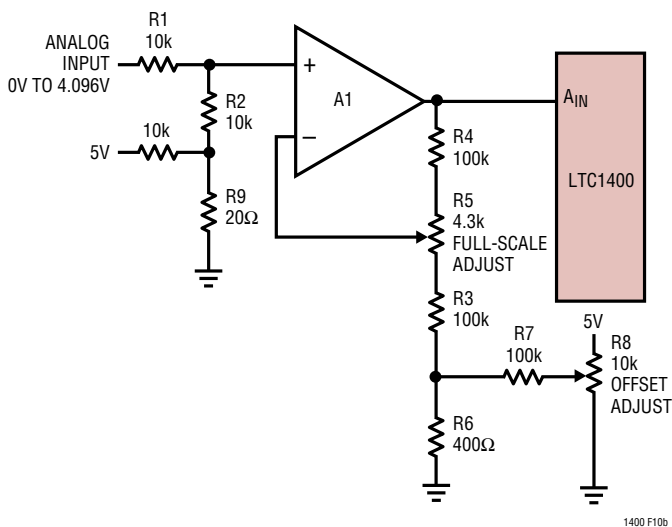 R1
10k
ANALOG
INPUT
0V TO 4.096V
R2
10k
10k
5V
R9
20Ω
+
–
A1
AIN
LTC1400
R4
100k
R5
4.3k
FULL-SCALE
ADJUST
R3
100k
R7
100k
5V
R8
10k
OFFSET
ADJUST
R6
400Ω
1400 F10b